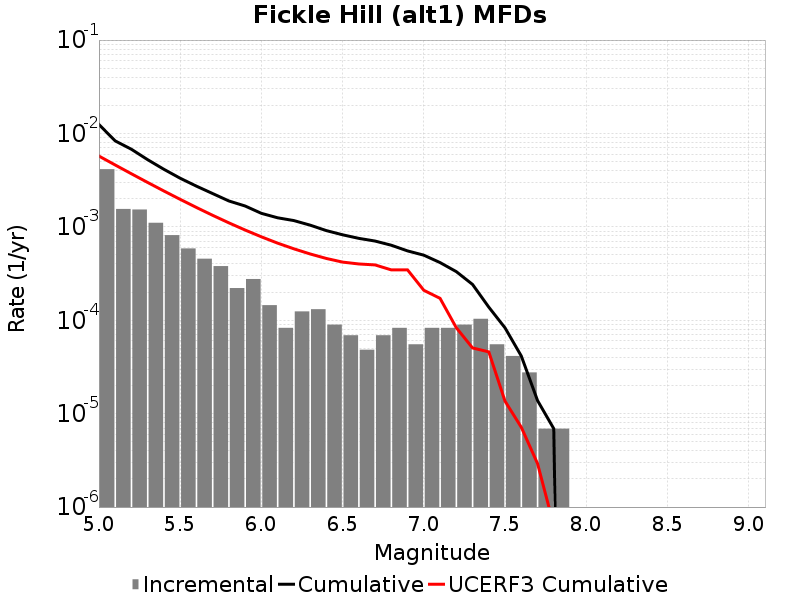 Fickle Hill (alt1) MFDs
10^-1
10^-2
10^-3
10^-4
10^-5
10^-6
Rate (1/yr)
5.0 5.5 6.0 6.5 7.0 7.5 8.0 8.5 9.0
Magnitude
Incremental Cumulative UCERF3 Cumulative